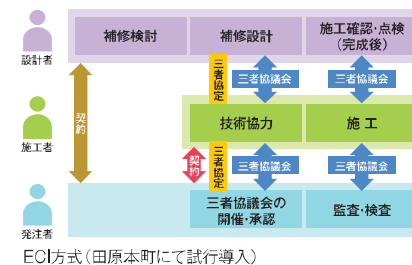 設計者
補修検討
補修設計
施工確認・点検
(完成後)
三者協定
三者協議会
三者協議会
契約
施工者
技術協力
施工
契約
三者協定
三者協議会
三者協議会
発注者
三者協議会の
開催・承認
監査・検査
ECI方式(田原本町にて試行導入)